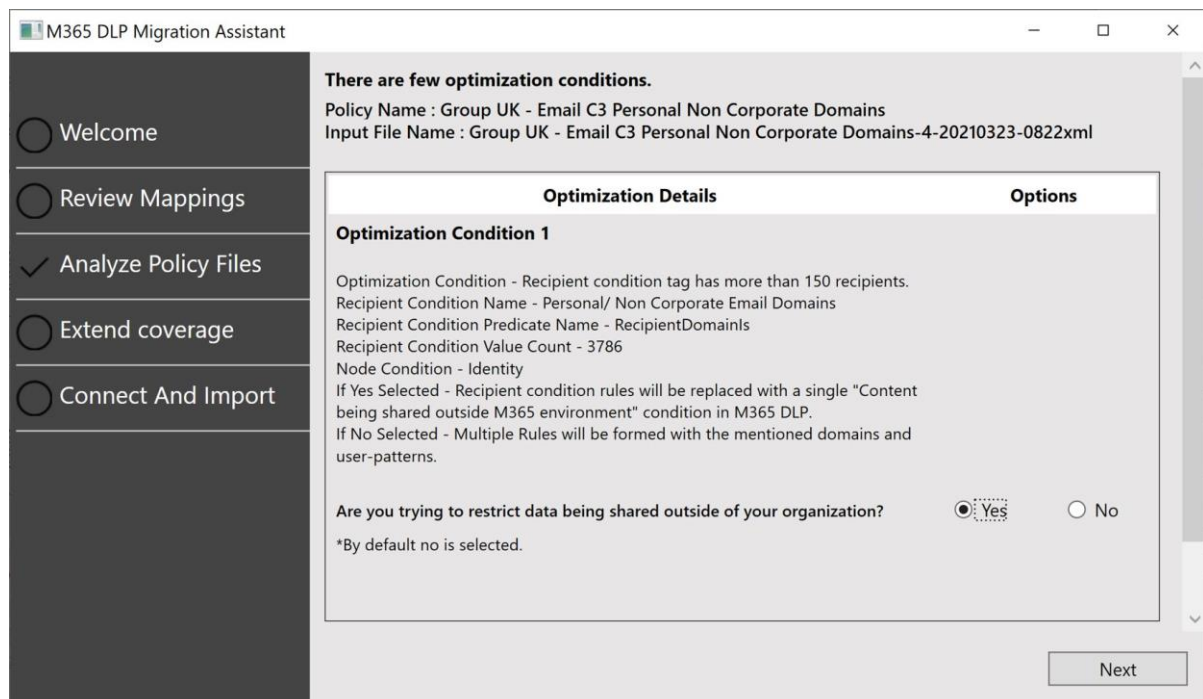 M365 DLP Migration Assistant
Welcome
Review Mappings
Analyze Policy Files
Extend coverage
Connect And Import
There are few optimization conditions.
Policy Name : Group UK - Email C3 Personal Non Corporate Domains
Input File Name : Group UK - Email C3 Personal Non Corporate Domains-4-20210323-0822xml
Optimization Details Options
Optimization Condition 1
Optimization Condition - Recipient condition tag has more than 150 recipients.
Recipient Condition Name - Personal/ Non Corporate Email Domains
Recipient Condition Predicate Name - RecipientDomainIs
Recipient Condition Value Count - 3786
Node Condition - Identity
If Yes Selected - Recipient condition rules will be replaced with a single "Content
being shared outside M365 environment" condition in M365 DLP.
If No Selected - Multiple Rules will be formed with the mentioned domains and
user-patterns.
Are you trying to restrict data being shared outside of your organization? Yes No
*By default no is selected.
Next